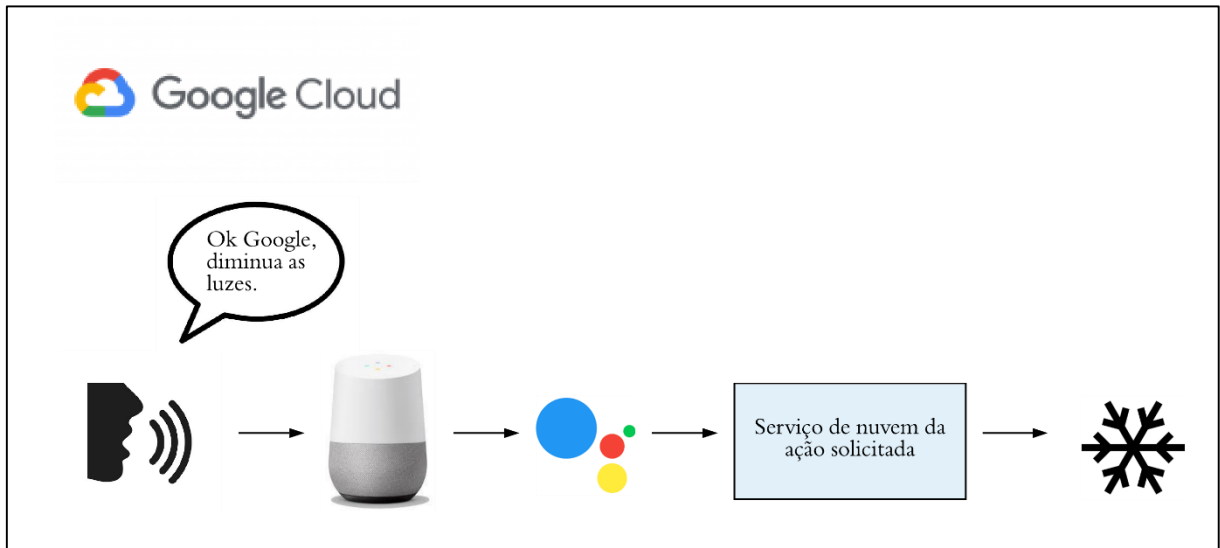 Google Cloud
Ok Google,
diminua as
luzes.
Serviço de nuvem da
ação solicitada